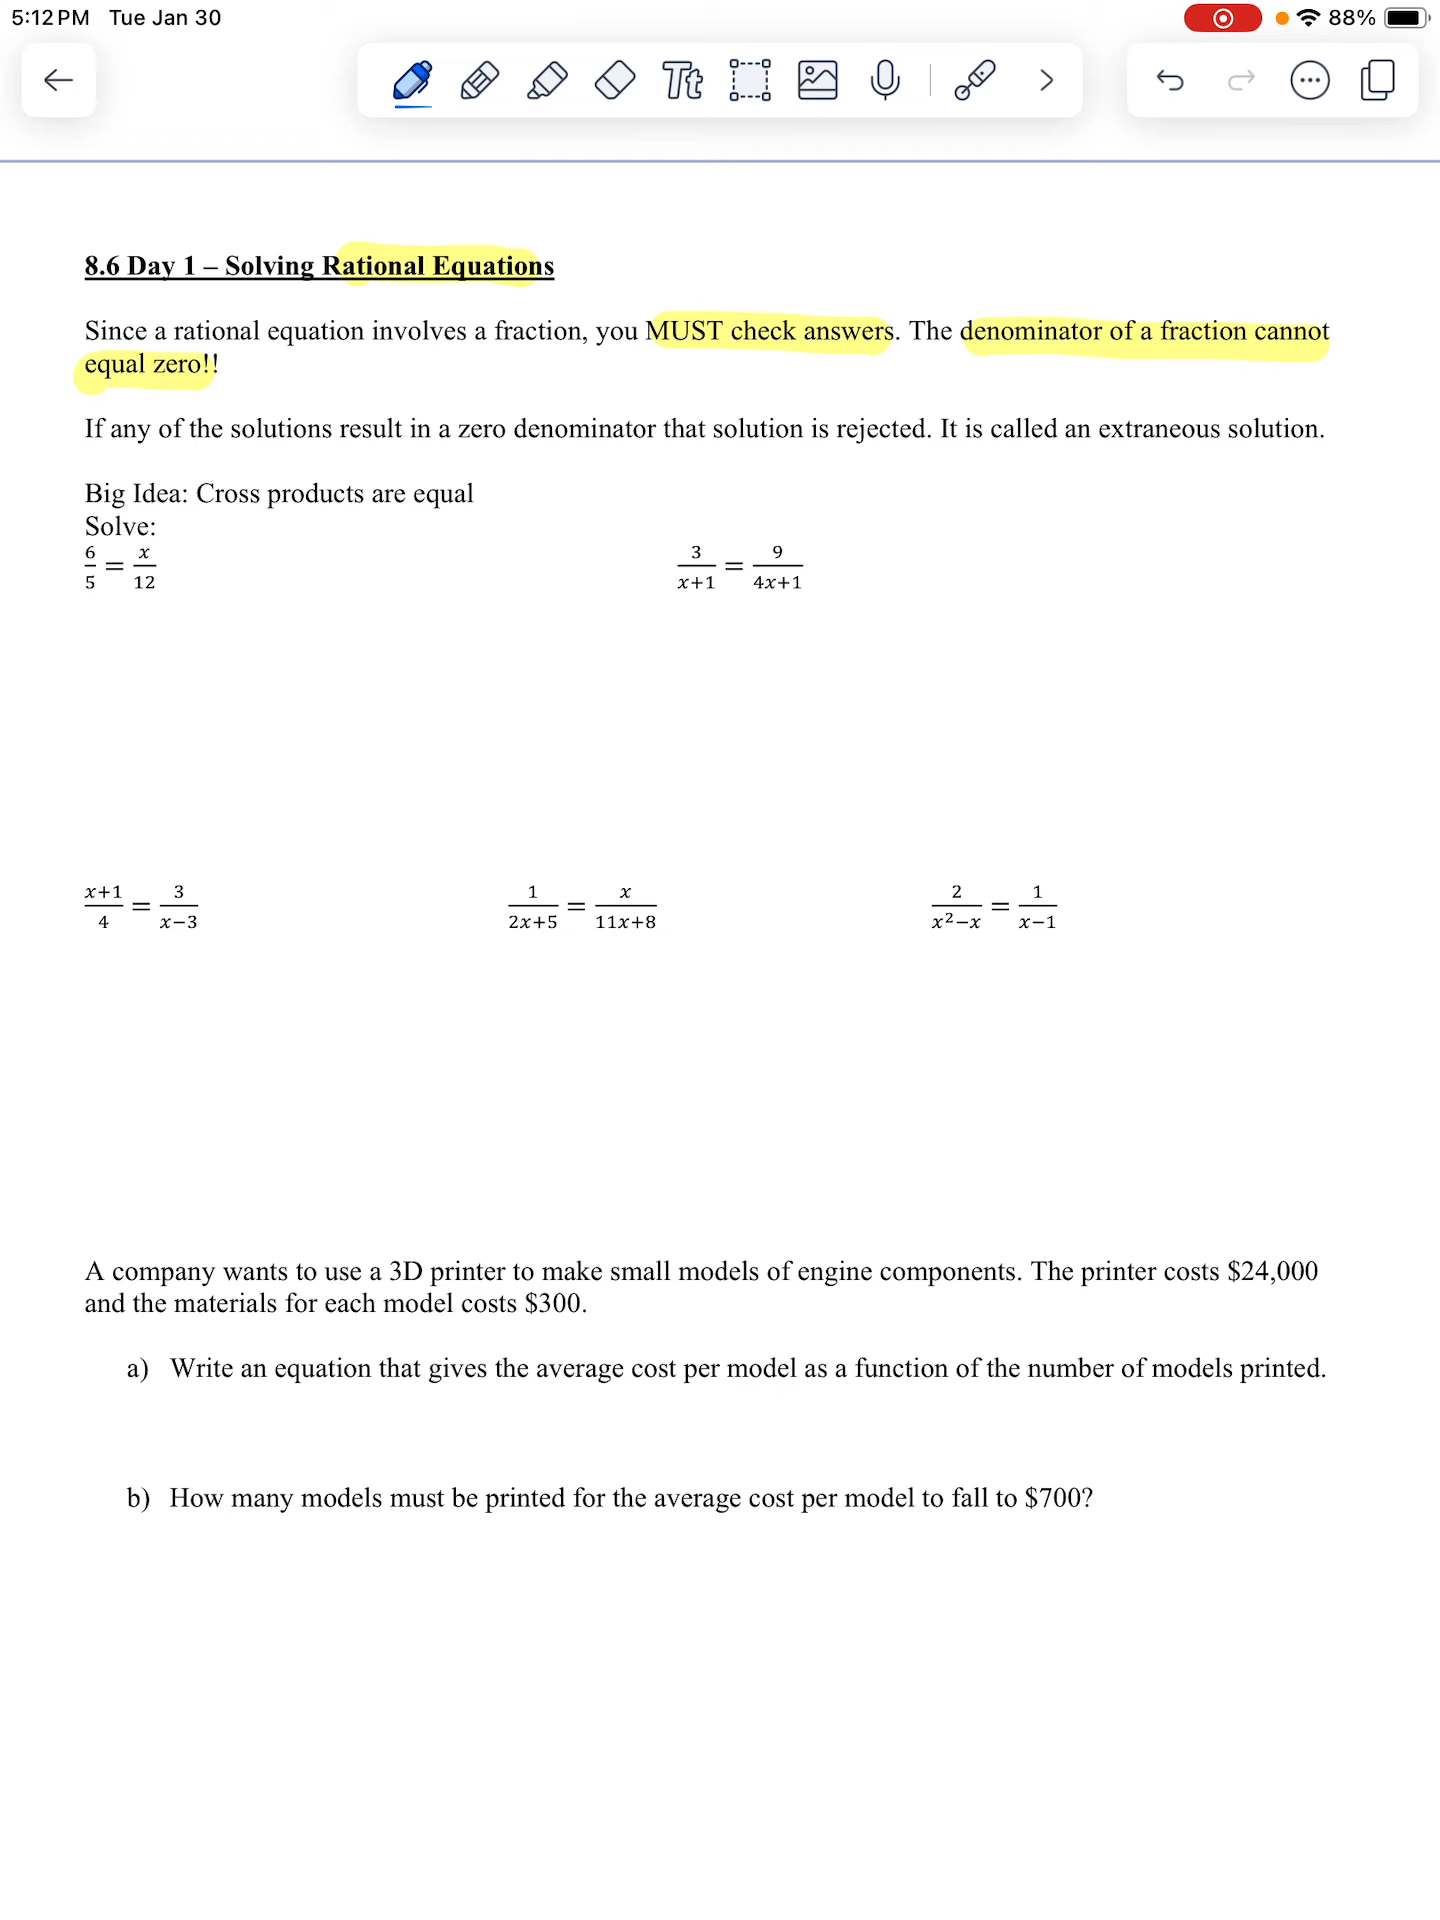 5:12 PM Tue Jan 30 88%
Tt
8.6 Day 1 – Solving Rational Equations
Since a rational equation involves a fraction, you MUST check answers. The denominator of a fraction cannot
equal zero!!
If any of the solutions result in a zero denominator that solution is rejected. It is called an extraneous solution.
Big Idea: Cross products are equal
Solve:
6/5 = x/12 3/(x+1) = 9/(4x+1)
(x+1)/4 = 3/(x−3) 1/(2x+5) = x/(11x+8) 2/(x²−x) = 1/(x−1)
A company wants to use a 3D printer to make small models of engine components. The printer costs $24,000
and the materials for each model costs $300.
a) Write an equation that gives the average cost per model as a function of the number of models printed.
b) How many models must be printed for the average cost per model to fall to $700?